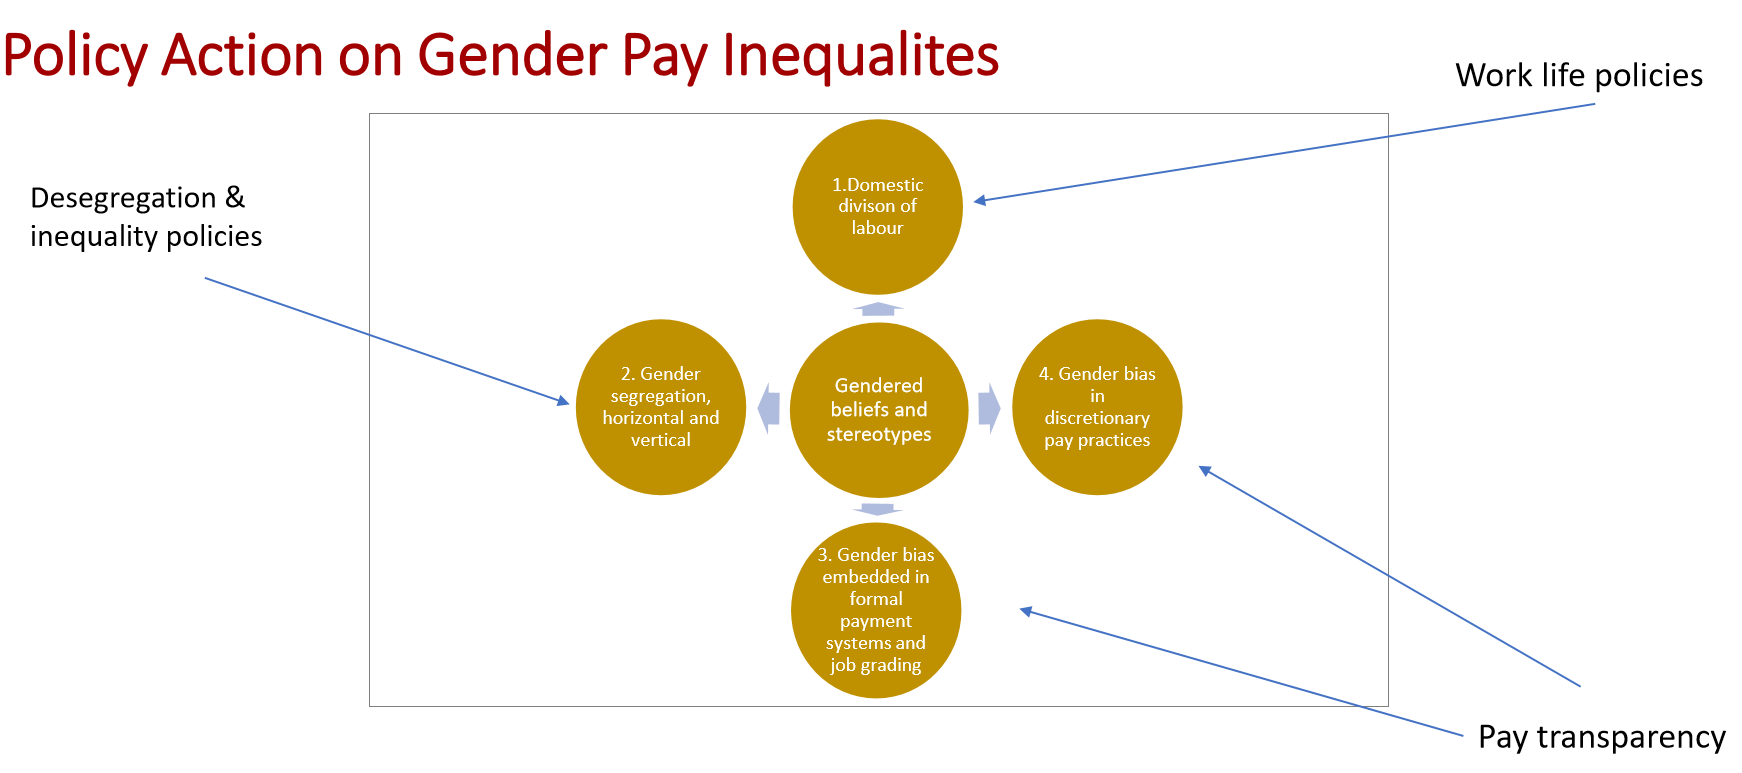 Policy Action on Gender Pay Inequalites
Work life policies
Desegregation &
inequality policies
1.Domestic
divison of
labour
2. Gender
segregation,
horizontal and
vertical
Gendered
beliefs and
stereotypes
4. Gender bias
in
discretionary
pay practices
3. Gender bias
embedded in
formal
payment
systems and
job grading
Pay transparency